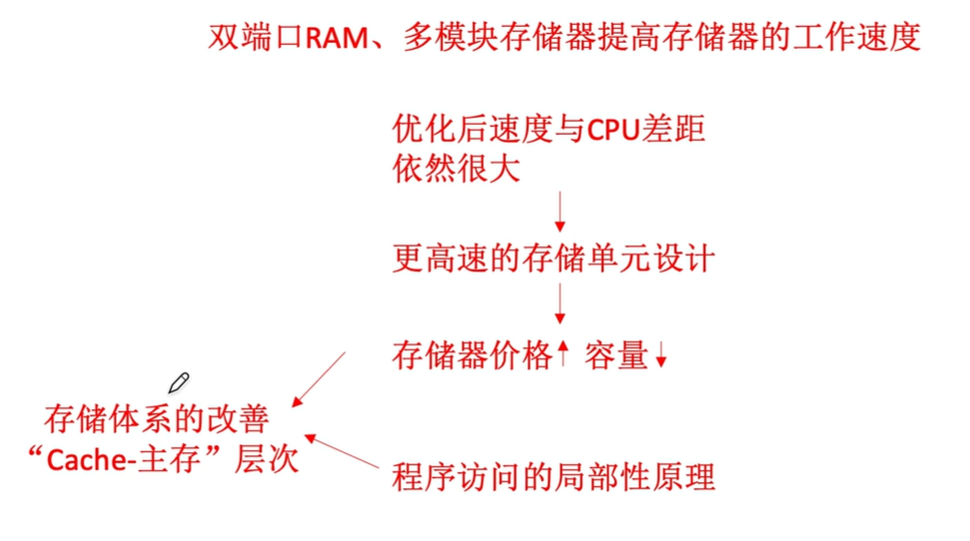 双端口RAM、多模块存储器提高存储器的工作速度
优化后速度与CPU差距
依然很大
更高速的存储单元设计
存储器价格 容量
存储体系的改善
“Cache-主存”层次
程序访问的局部性原理